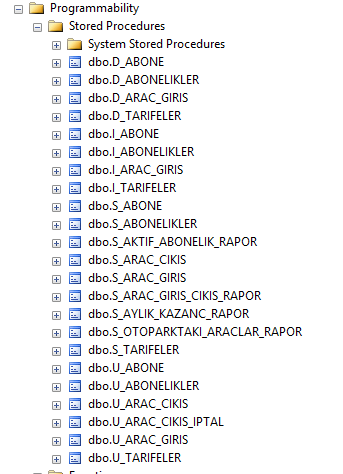 Programmability
Stored Procedures
System Stored Procedures
dbo.D_ABONE
dbo.D_ABONELIKLER
dbo.D_ARAC_GIRIS
dbo.D_TARIFELER
dbo.I_ABONE
dbo.I_ABONELIKLER
dbo.I_ARAC_GIRIS
dbo.I_TARIFELER
dbo.S_ABONE
dbo.S_ABONELIKLER
dbo.S_AKTIF_ABONELIK_RAPOR
dbo.S_ARAC_CIKIS
dbo.S_ARAC_GIRIS
dbo.S_ARAC_GIRIS_CIKIS_RAPOR
dbo.S_AYLIK_KAZANC_RAPOR
dbo.S_OTOPARKTAKI_ARACLAR_RAPOR
dbo.S_TARIFELER
dbo.U_ABONE
dbo.U_ABONELIKLER
dbo.U_ARAC_CIKIS
dbo.U_ARAC_CIKIS_IPTAL
dbo.U_ARAC_GIRIS
dbo.U_TARIFELER